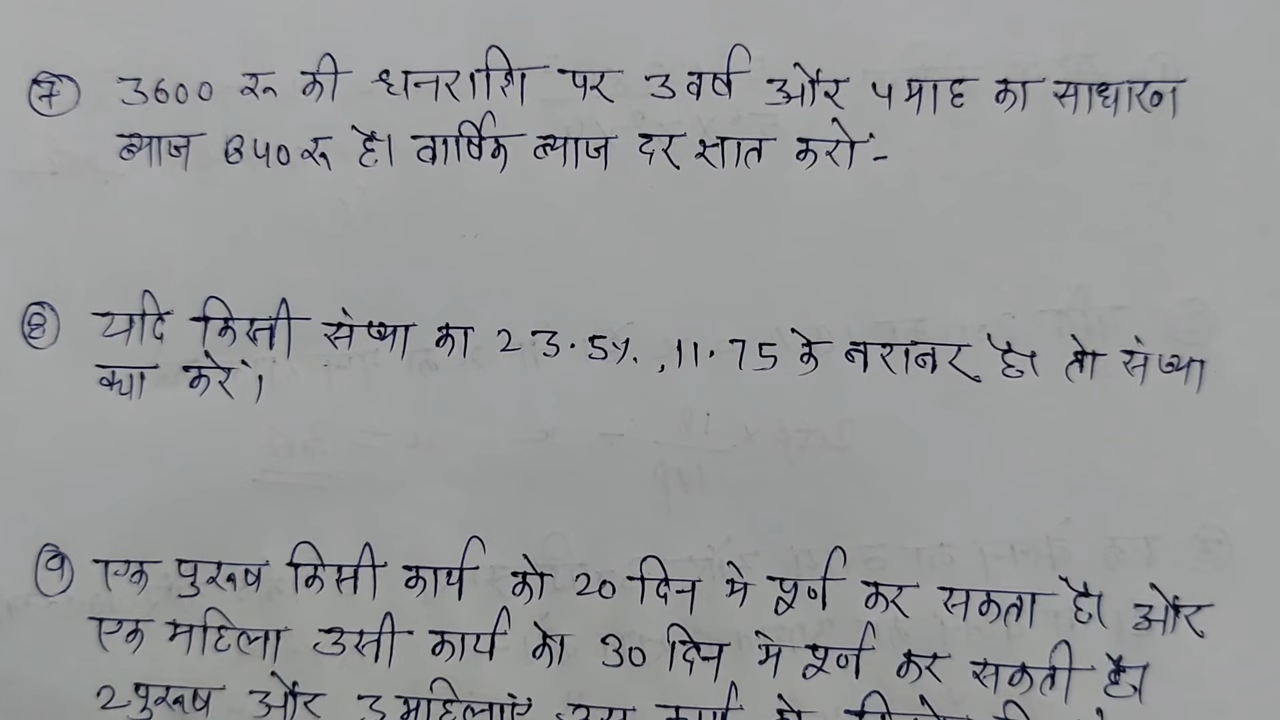 ⑦ 3600 रू की धनराशि पर 3 वर्ष और 4 माह का साधारन
ब्याज 840 रू है। वार्षिक ब्याज दर ज्ञात करो -
⑧ यदि किसी संख्या का 23.5%, 11.75 के बराबर है। तो संख्या
क्या करें।
⑨ एक पुरूष किसी कार्य को 20 दिन मे पूर्ण कर सकता है। और
एक महिला उसी कार्य को 30 दिन मे पूर्ण कर सकती है।
2 पुरूष और 3 महिलाएं